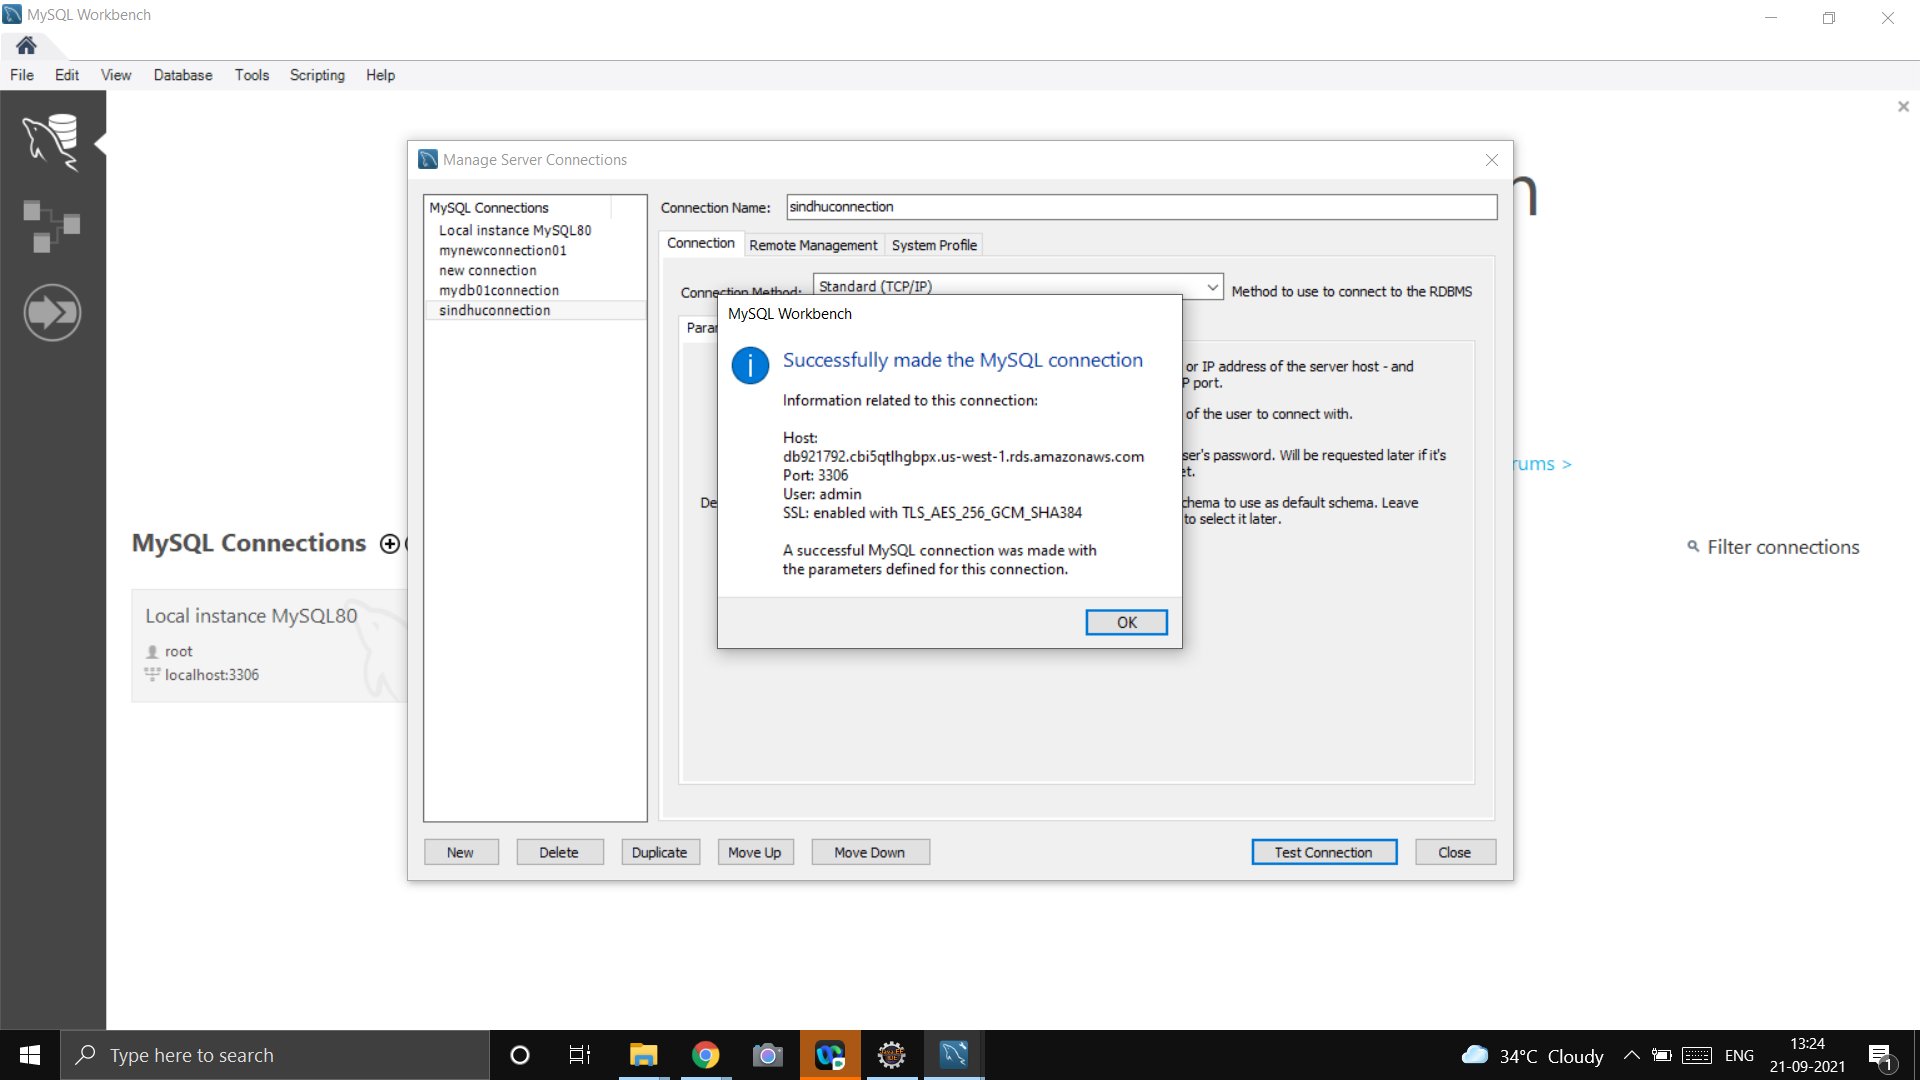 MySQL Workbench
File Edit View Database Tools Scripting Help
Manage Server Connections
MySQL Connections
Local instance MySQL80
mynewconnection01
new connection
mydb01connection
sindhuconnection
Connection Name: sindhuconnection
Connection Remote Management System Profile
Connection Method: Standard (TCP/IP) Method to use to connect to the RDBMS
MySQL Workbench
Successfully made the MySQL connection
Information related to this connection:
Host:
db921792.cbi5qtlhgbpx.us-west-1.rds.amazonaws.com
Port: 3306
User: admin
SSL: enabled with TLS_AES_256_GCM_SHA384
A successful MySQL connection was made with
the parameters defined for this connection.
OK
or IP address of the server host - and
P port.
of the user to connect with.
ser's password. Will be requested later if it's
et.
De
chema to use as default schema. Leave
to select it later.
New Delete Duplicate Move Up Move Down Test Connection Close
n
rums >
MySQL Connections
Filter connections
Local instance MySQL80
root
localhost:3306
Type here to search
34°C Cloudy
ENG
13:24
21-09-2021
1